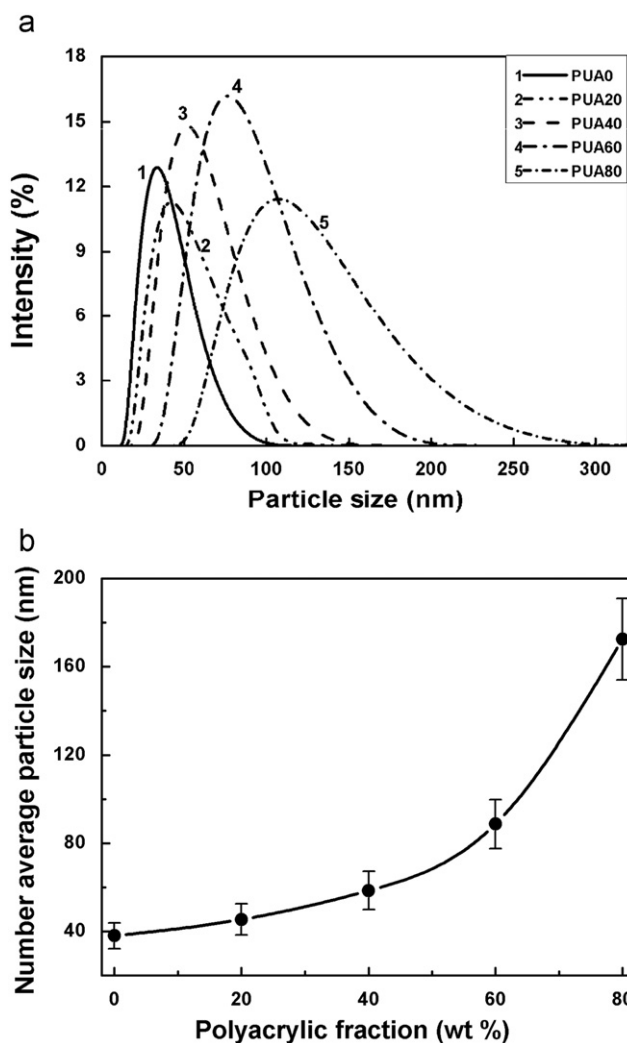 a
18
15
12
9
6
3
0
Intensity (%)
1
2
3
4
5
1 PUA0
2 PUA20
3 PUA40
4 PUA60
5 PUA80
0 50 100 150 200 250 300
Particle size (nm)
b
200
160
120
80
40
Number average particle size (nm)
0 20 40 60 80
Polyacrylic fraction (wt %)